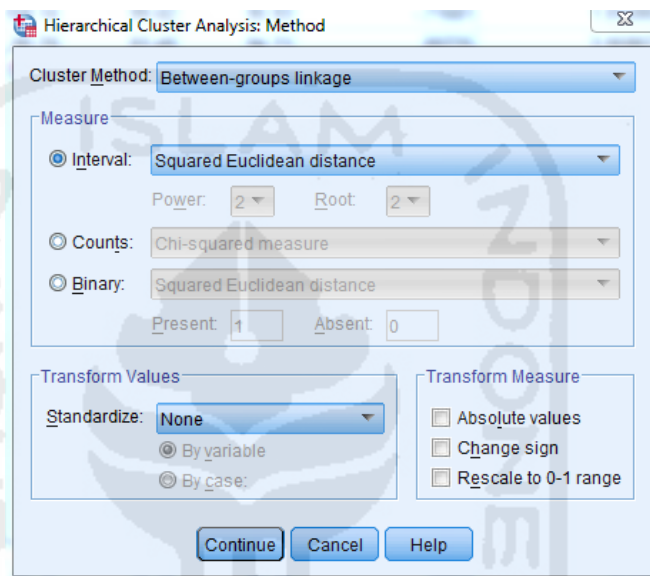 Hierarchical Cluster Analysis: Method
Cluster Method: Between-groups linkage
Measure
Interval: Squared Euclidean distance
Power: 2 Root: 2
Counts: Chi-squared measure
Binary: Squared Euclidean distance
Present: 1 Absent: 0
Transform Values
Standardize: None
By variable
By case:
Transform Measure
Absolute values
Change sign
Rescale to 0-1 range
Continue Cancel Help
ISLAM
INDONE